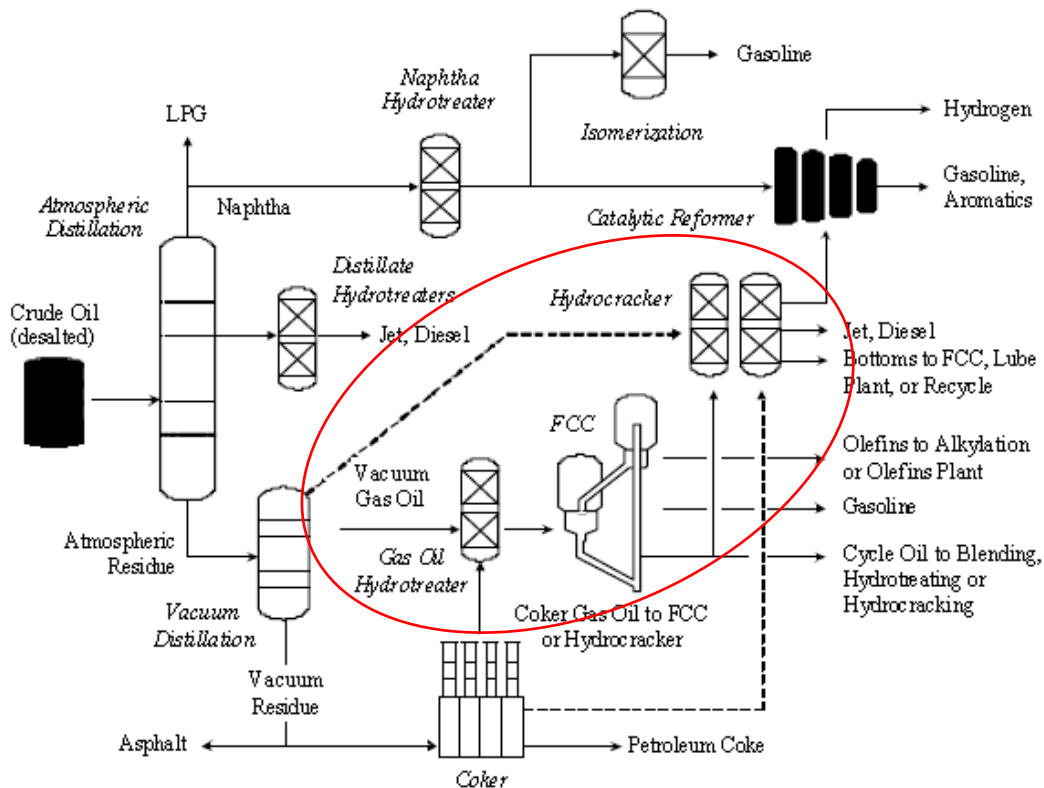 Gasoline
Naphtha
Hydrotreater
LPG
Hydrogen
Isomerization
Gasoline,
Aromatics
Atmospheric
Distillation
Naphtha
Catalytic Reformer
Distillate
Hydrotreaters
Hydrocracker
Crude Oil
(desalted)
Jet, Diesel
Jet, Diesel
Bottoms to FCC, Lube
Plant, or Recycle
FCC
Vacuum
Gas Oil
Olefins to Alkylation
or Olefins Plant
Gasoline
Atmospheric
Residue
Gas Oil
Hydrotreater
Cycle Oil to Blending,
Hydrotreating or
Hydrocracking
Vacuum
Distillation
Coker Gas Oil to FCC
or Hydrocracker
Vacuum
Residue
Asphalt
Petroleum Coke
Coker